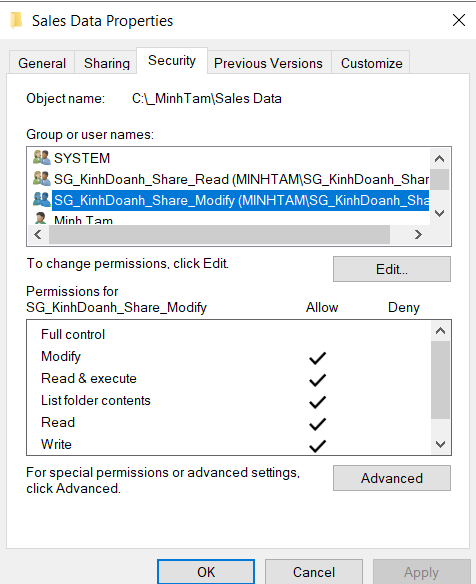 Sales Data Properties
General Sharing Security Previous Versions Customize
Object name: C:\_MinhTam\Sales Data
Group or user names:
SYSTEM
SG_KinhDoanh_Share_Read (MINHTAM\SG_KinhDoanh_Shar
SG_KinhDoanh_Share_Modify (MINHTAM\SG_KinhDoanh_Sha
Minh Tam
To change permissions, click Edit.
Edit...
Permissions for
SG_KinhDoanh_Share_Modify Allow Deny
Full control
Modify
Read & execute
List folder contents
Read
Write
For special permissions or advanced settings,
click Advanced.
Advanced
OK Cancel Apply